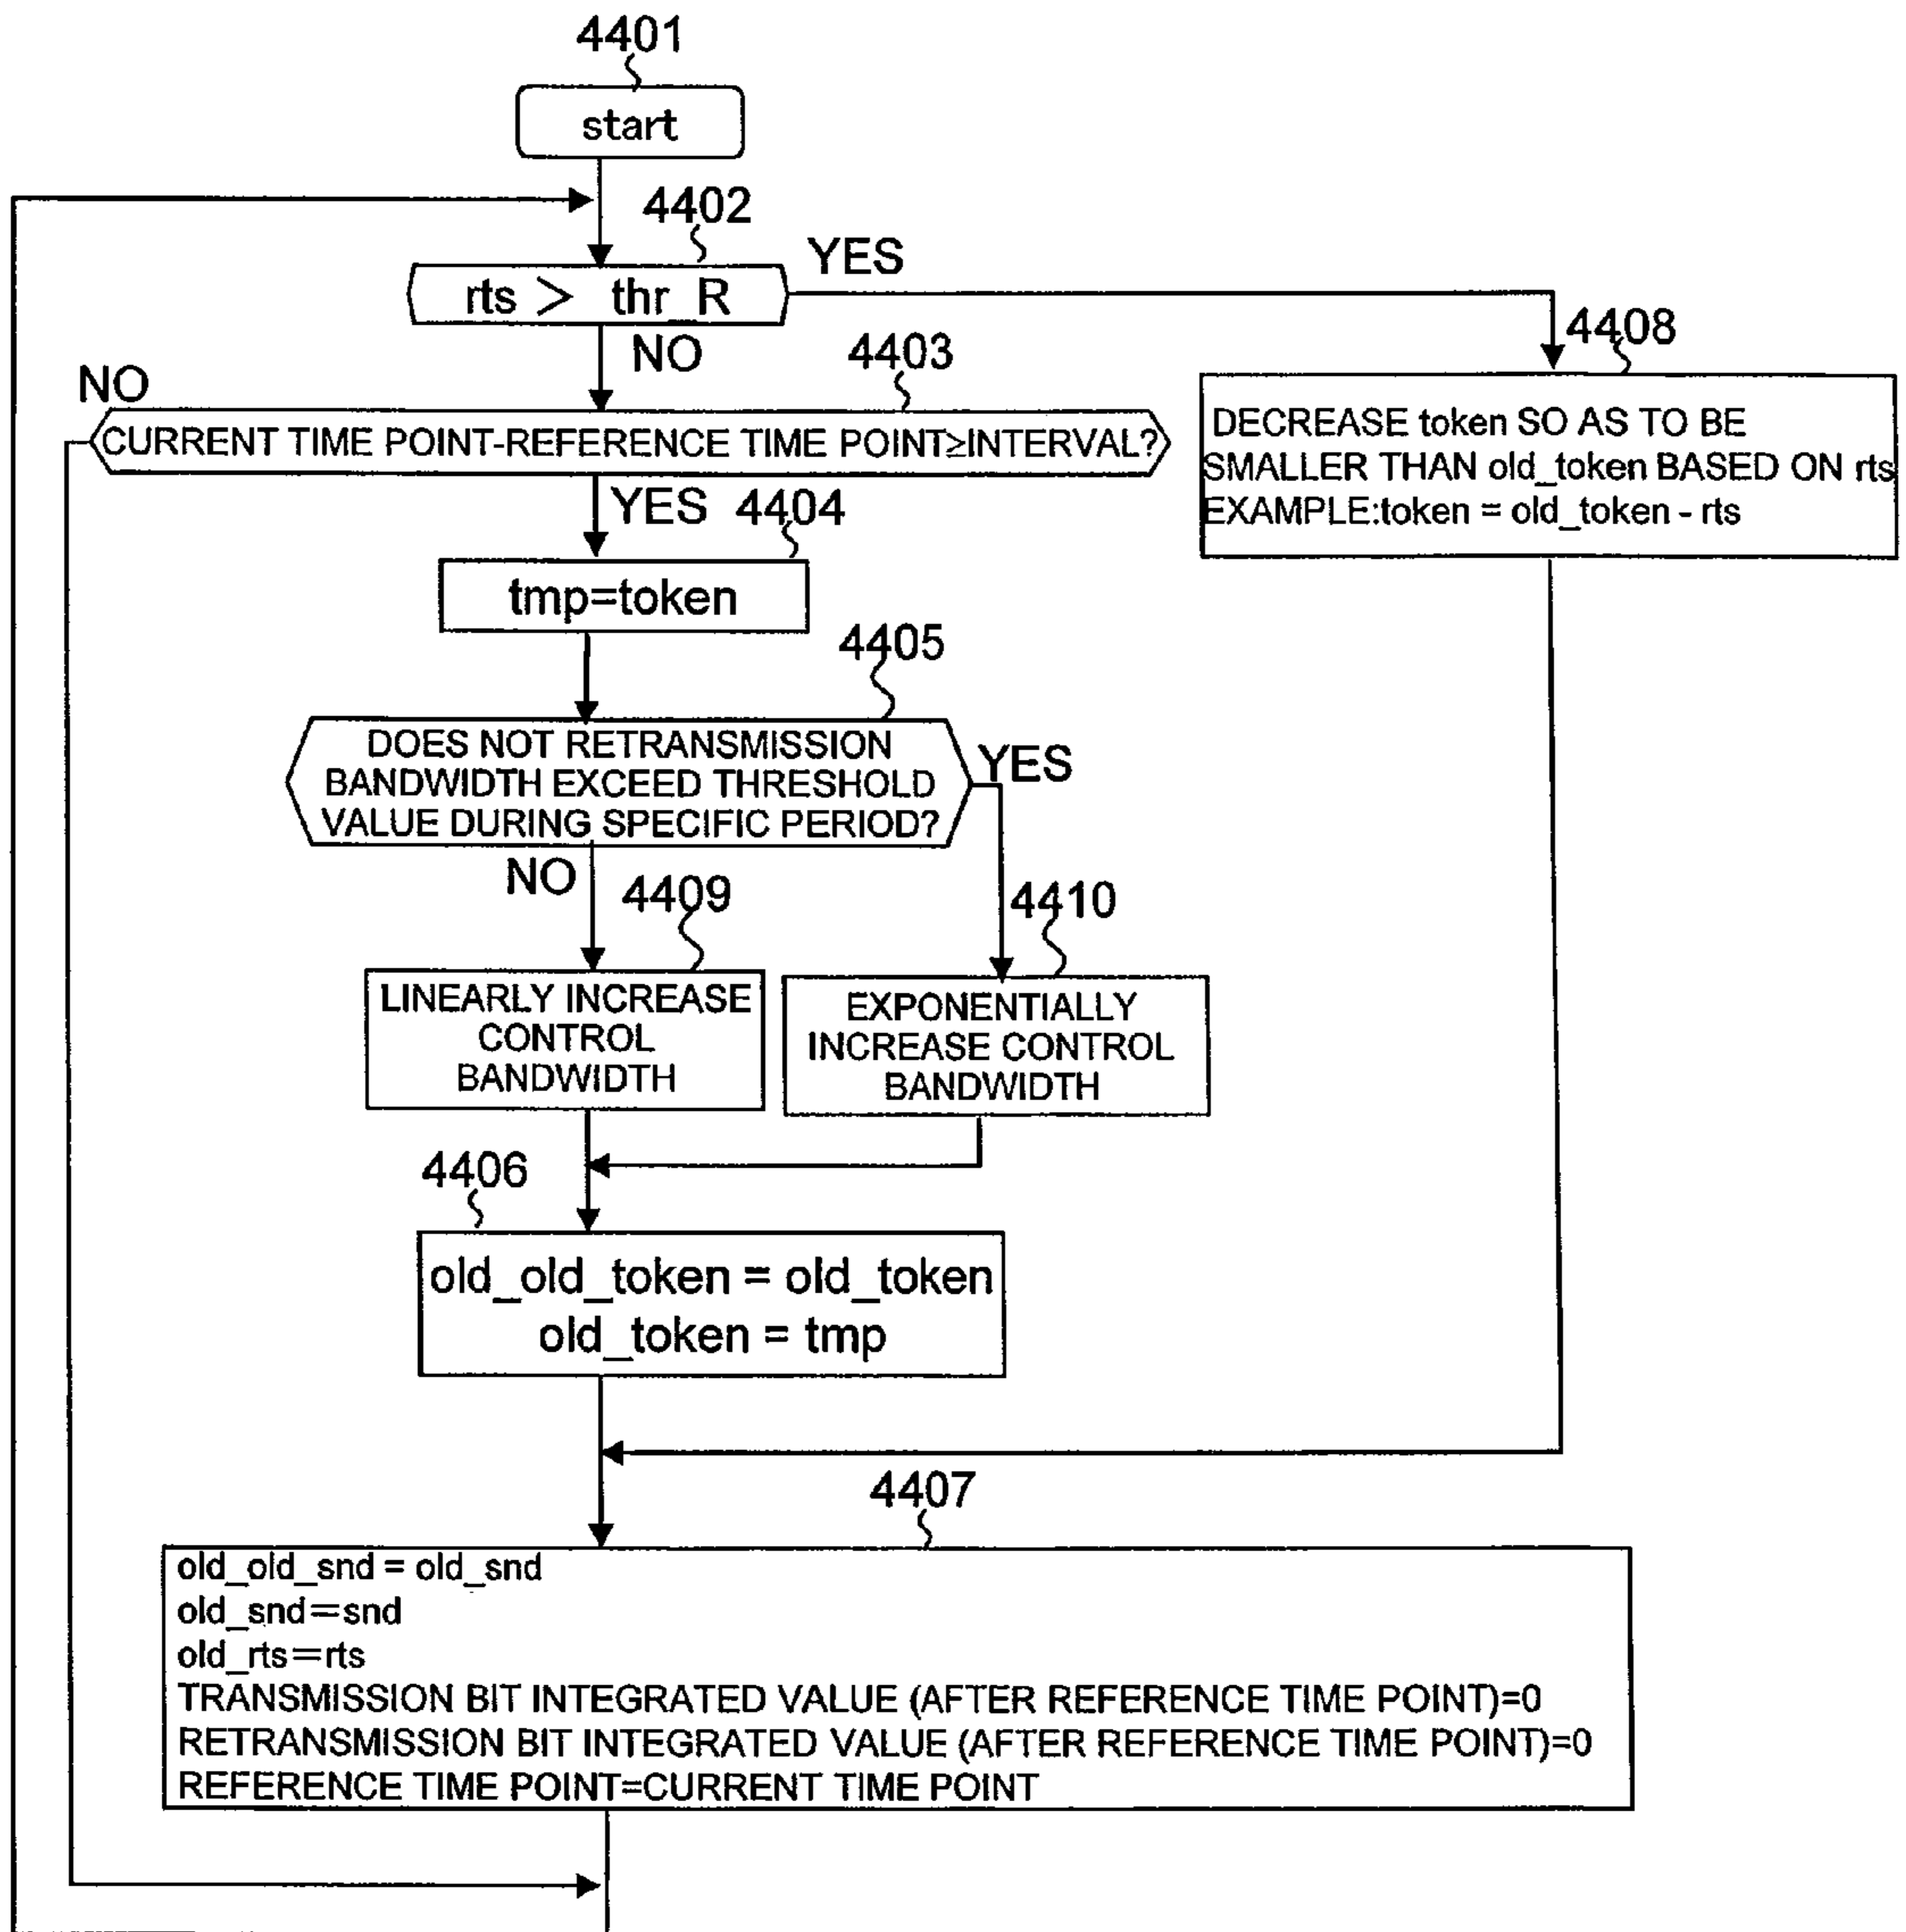 4401
start
4402
rts > thr_R
YES
NO
4403
NO
CURRENT TIME POINT-REFERENCE TIME POINT≥INTERVAL?
4408
DECREASE token SO AS TO BE
SMALLER THAN old_token BASED ON rts
EXAMPLE:token = old_token - rts
YES
4404
tmp=token
4405
DOES NOT RETRANSMISSION
BANDWIDTH EXCEED THRESHOLD
VALUE DURING SPECIFIC PERIOD?
YES
NO
4409
4410
LINEARLY INCREASE
CONTROL
BANDWIDTH
EXPONENTIALLY
INCREASE CONTROL
BANDWIDTH
4406
old_old_token = old_token
old_token = tmp
4407
old_old_snd = old_snd
old_snd=snd
old_rts=rts
TRANSMISSION BIT INTEGRATED VALUE (AFTER REFERENCE TIME POINT)=0
RETRANSMISSION BIT INTEGRATED VALUE (AFTER REFERENCE TIME POINT)=0
REFERENCE TIME POINT=CURRENT TIME POINT